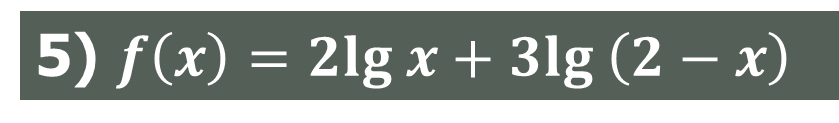 5) f(x) = 2lg x + 3lg (2 − x)